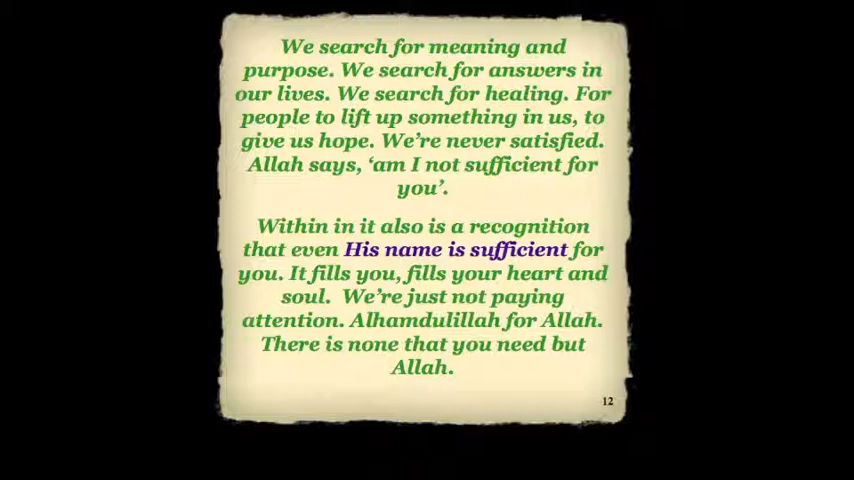 We search for meaning and
purpose. We search for answers in
our lives. We search for healing. For
people to lift up something in us, to
give us hope. We’re never satisfied.
Allah says, ‘am I not sufficient for
you’.
Within in it also is a recognition
that even His name is sufficient for
you. It fills you, fills your heart and
soul.  We’re just not paying
attention. Alhamdulillah for Allah.
There is none that you need but
Allah.
12